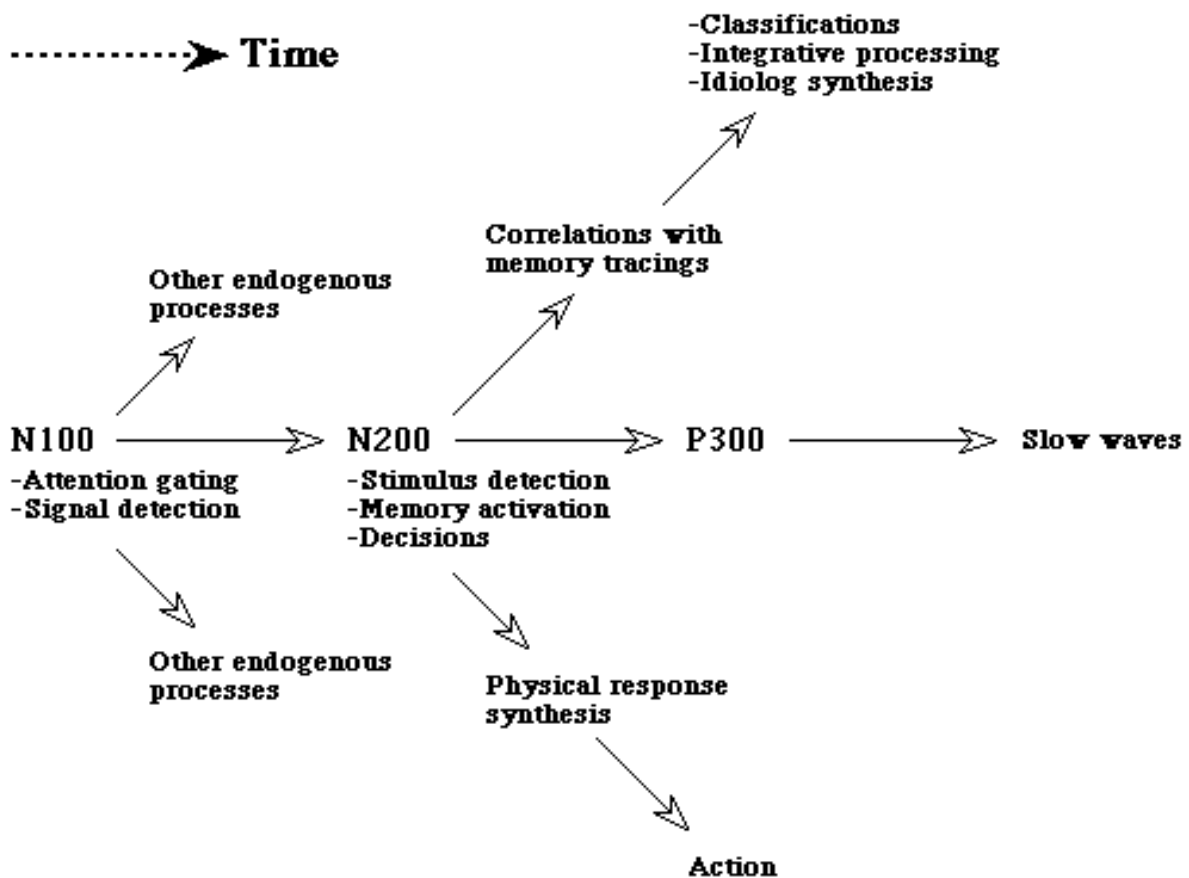 Time
-Classifications
-Integrative processing
-Idiolog synthesis
Correlations with
memory tracings
Other endogenous
processes
N100
-Attention gating
-Signal detection
N200
-Stimulus detection
-Memory activation
-Decisions
P300
Slow waves
Other endogenous
processes
Physical response
synthesis
Action